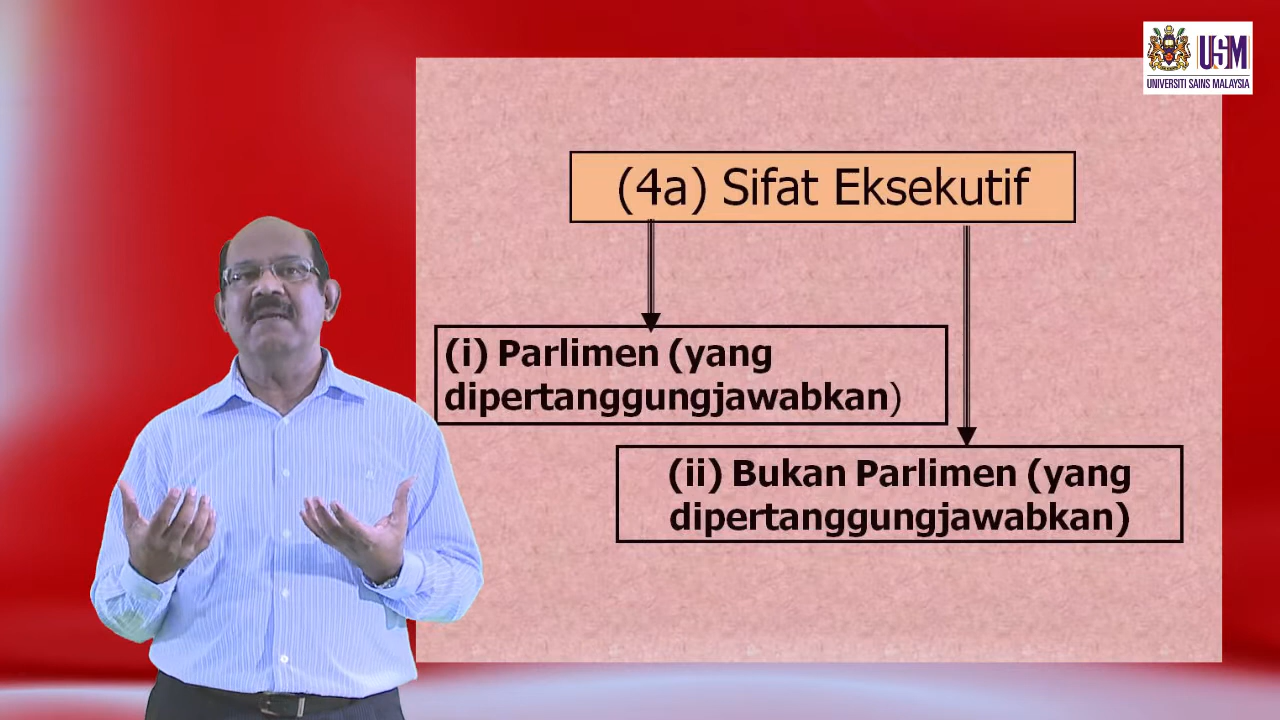 USM
UNIVERSITI SAINS MALAYSIA
(4a) Sifat Eksekutif
(i) Parlimen (yang
dipertanggungjawabkan)
(ii) Bukan Parlimen (yang
dipertanggungjawabkan)